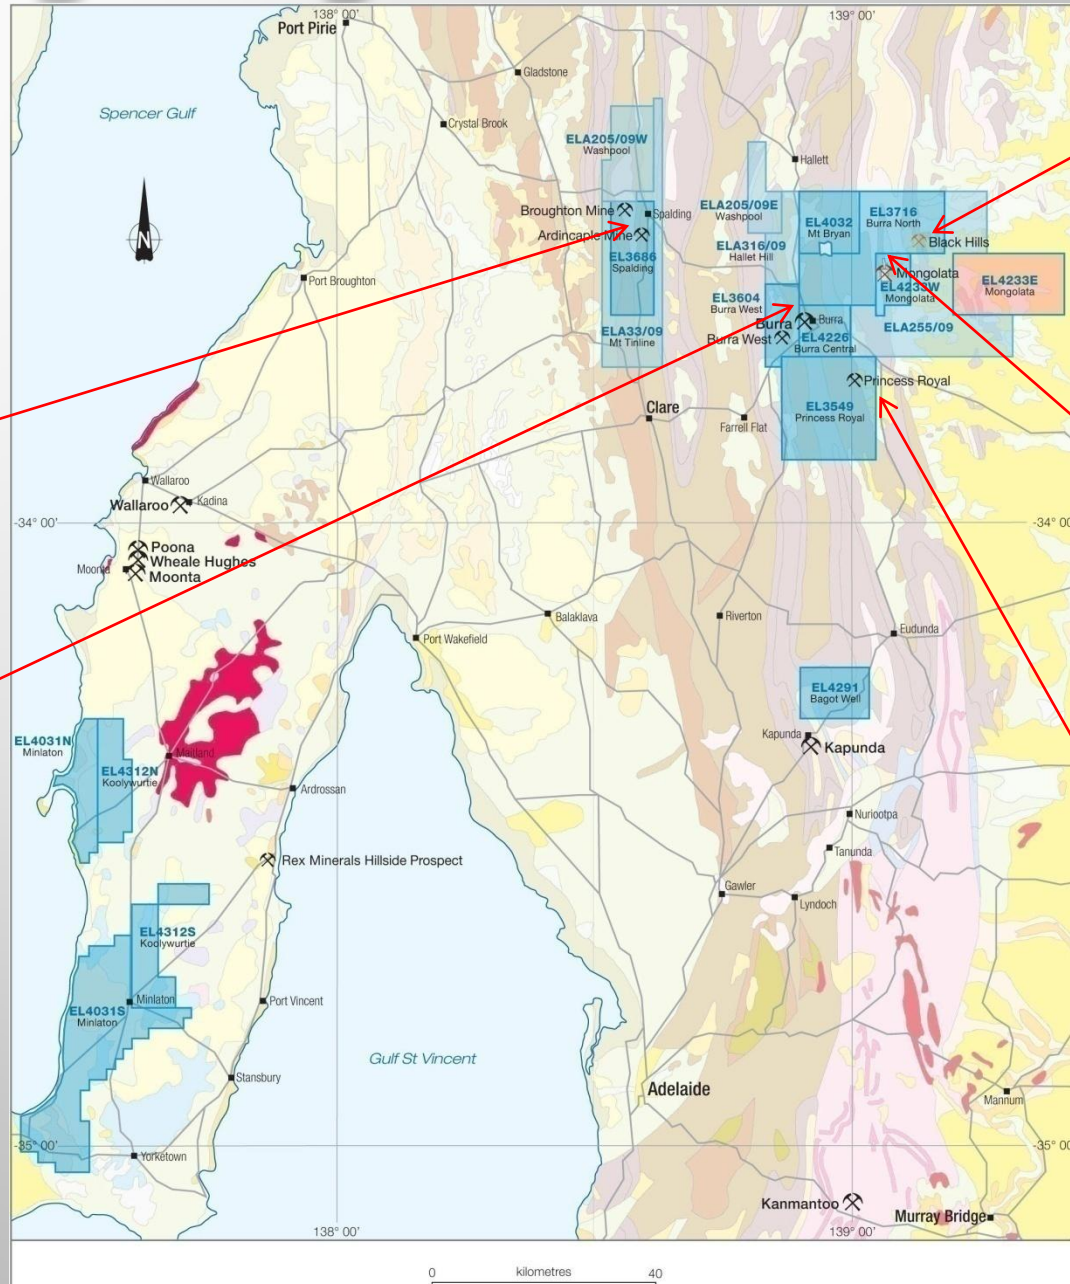 138° 00'
139° 00'
Port Pirie
Gladstone
Spencer Gulf
Crystal Brook
ELA205/09W
Washpool
Hallett
N
Broughton Mine
Spalding
Ardincaple Mine
EL3686
Spalding
ELA205/09E
Washpool
EL4032
Mt Bryan
EL3716
Burra North
ELA316/09
Hallet Hill
Black Hills
Port Broughton
Mongolata
EL4233W
Mongolata
EL4233E
Mongolata
EL3604
Burra West
ELA33/09
Mt Tinline
Burra
Burra
Burra West
EL4226
Burra Central
ELA255/09
Princess Royal
Clare
Farrell Flat
EL3549
Princess Royal
Wallaroo
Wallaroo
Kadina
-34° 00'
-34° 00'
Poona
Wheale Hughes
Moonta
Moonta
Balaklava
Riverton
Port Wakefield
Eudunda
EL4291
Bagot Well
EL4031N
Minlaton
Kapunda
Kapunda
Maitland
EL4312N
Koolywurtie
Ardrossan
Nuriootpa
Tanunda
Rex Minerals Hillside Prospect
Gawler
Lyndoch
EL4312S
Koolywurtie
Minlaton
EL4031S
Minlaton
Port Vincent
Gulf St Vincent
Stansbury
Adelaide
Mannum
-35° 00'
-35° 00'
Yorketown
Kanmantoo
Murray Bridge
138° 00'
139° 00'
0 kilometres 40